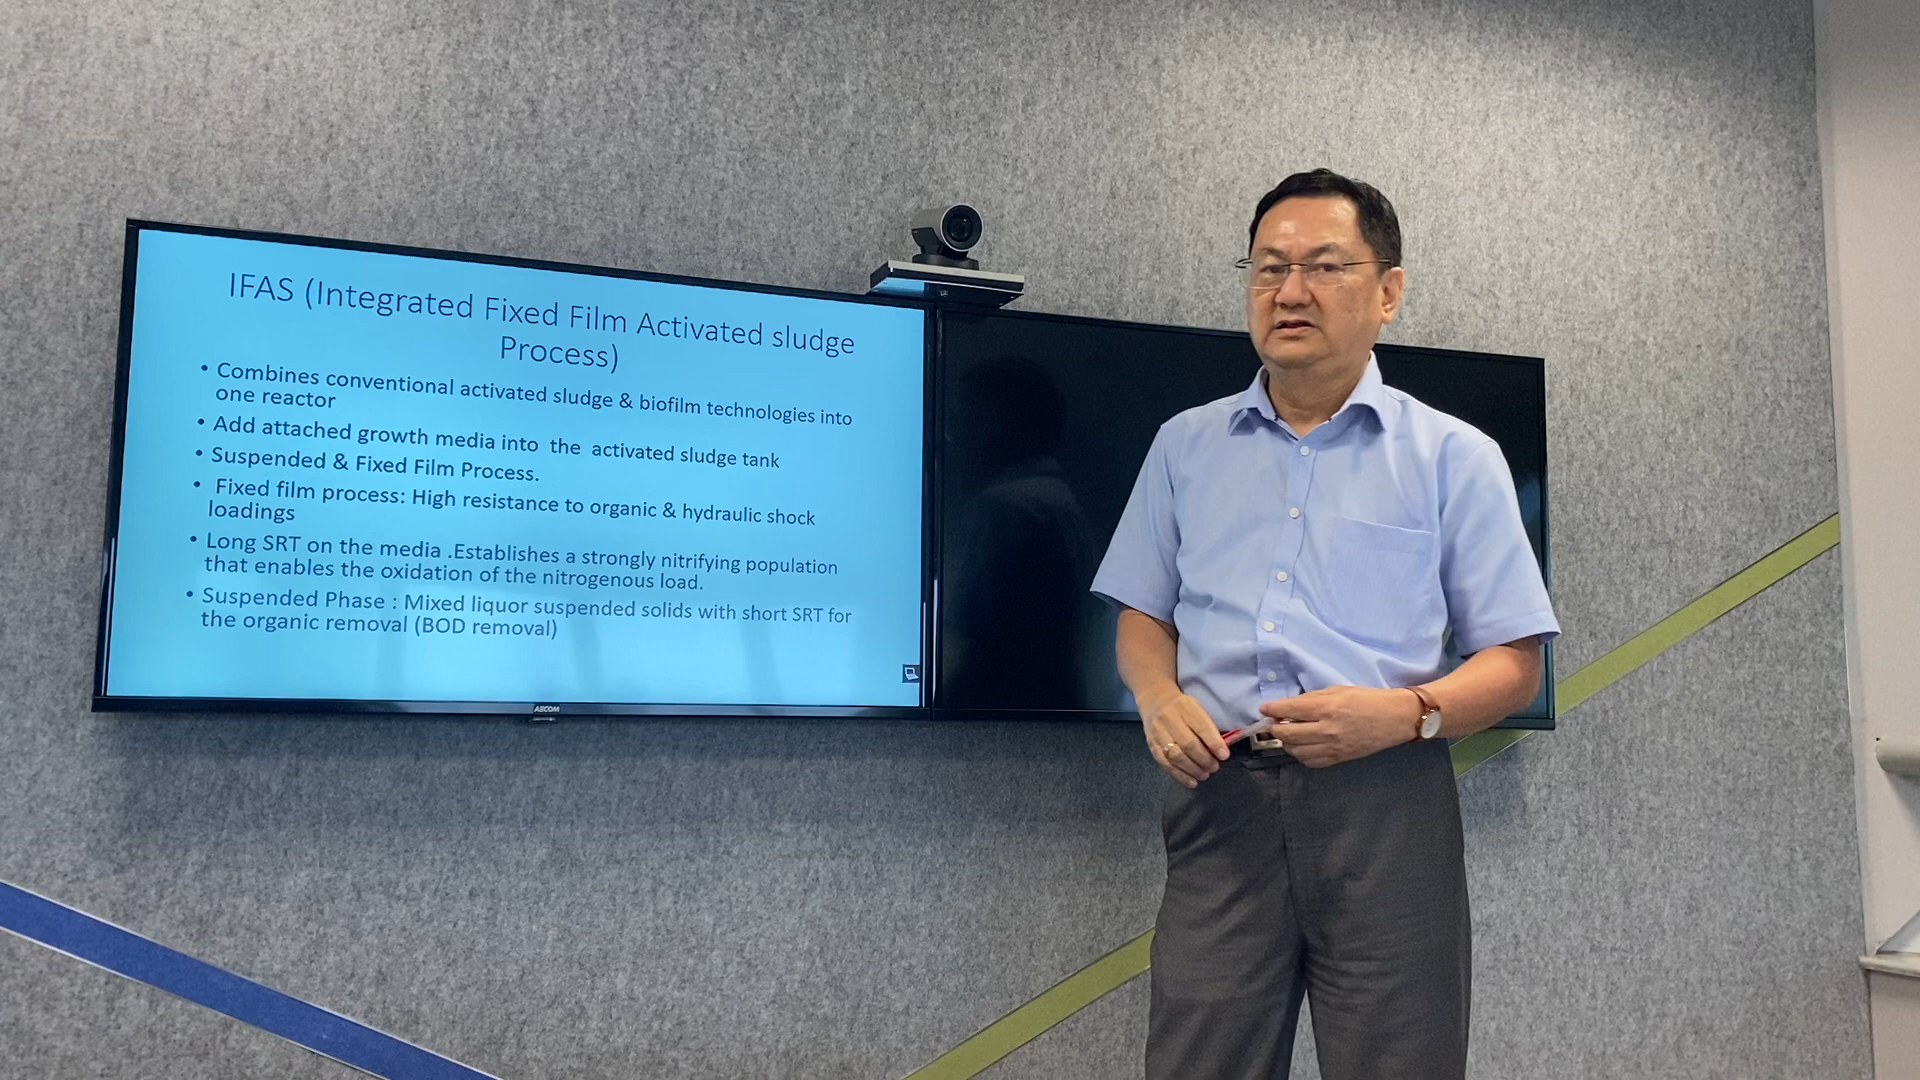 IFAS (Integrated Fixed Film Activated sludge
Process)
• Combines conventional activated sludge & biofilm technologies into
one reactor
• Add attached growth media into the activated sludge tank
• Suspended & Fixed Film Process.
• Fixed film process: High resistance to organic & hydraulic shock
loadings
• Long SRT on the media .Establishes a strongly nitrifying population
that enables the oxidation of the nitrogenous load.
• Suspended Phase : Mixed liquor suspended solids with short SRT for
the organic removal (BOD removal)
AECOM